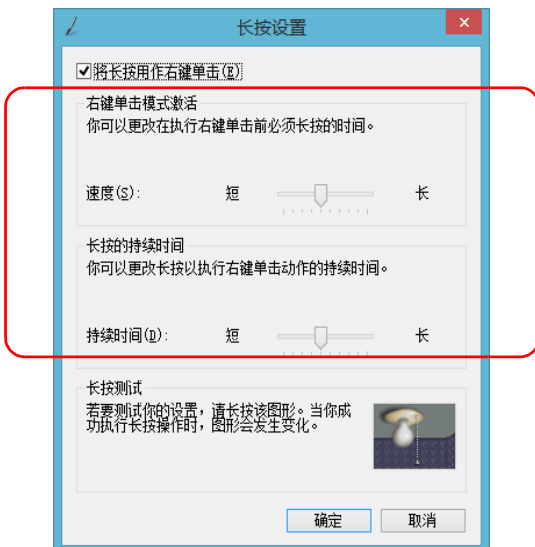 长按设置
将长按用作右键单击(E)
右键单击模式激活
你可以更改在执行右键单击前必须长按的时间。
速度(S): 短 长
长按的持续时间
你可以更改长按以执行右键单击动作的持续时间。
持续时间(D): 短 长
长按测试
若要测试你的设置，请长按该图形。当你成
功执行长按操作时，图形会发生变化。
确定 取消